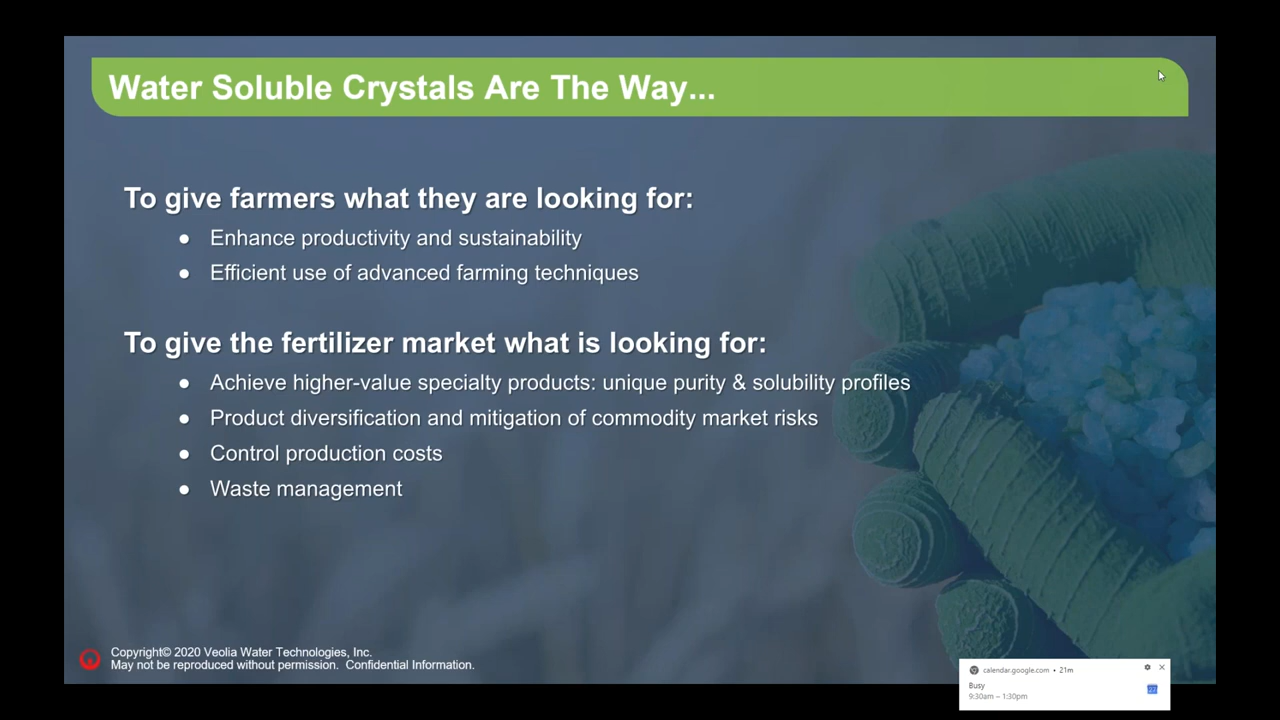 Water Soluble Crystals Are The Way...
To give farmers what they are looking for:
● Enhance productivity and sustainability
● Efficient use of advanced farming techniques
To give the fertilizer market what is looking for:
● Achieve higher-value specialty products: unique purity & solubility profiles
● Product diversification and mitigation of commodity market risks
● Control production costs
● Waste management
Copyright© 2020 Veolia Water Technologies, Inc.
May not be reproduced without permission. Confidential Information.
calendar.google.com • 21m
Busy
9:30am – 1:30pm